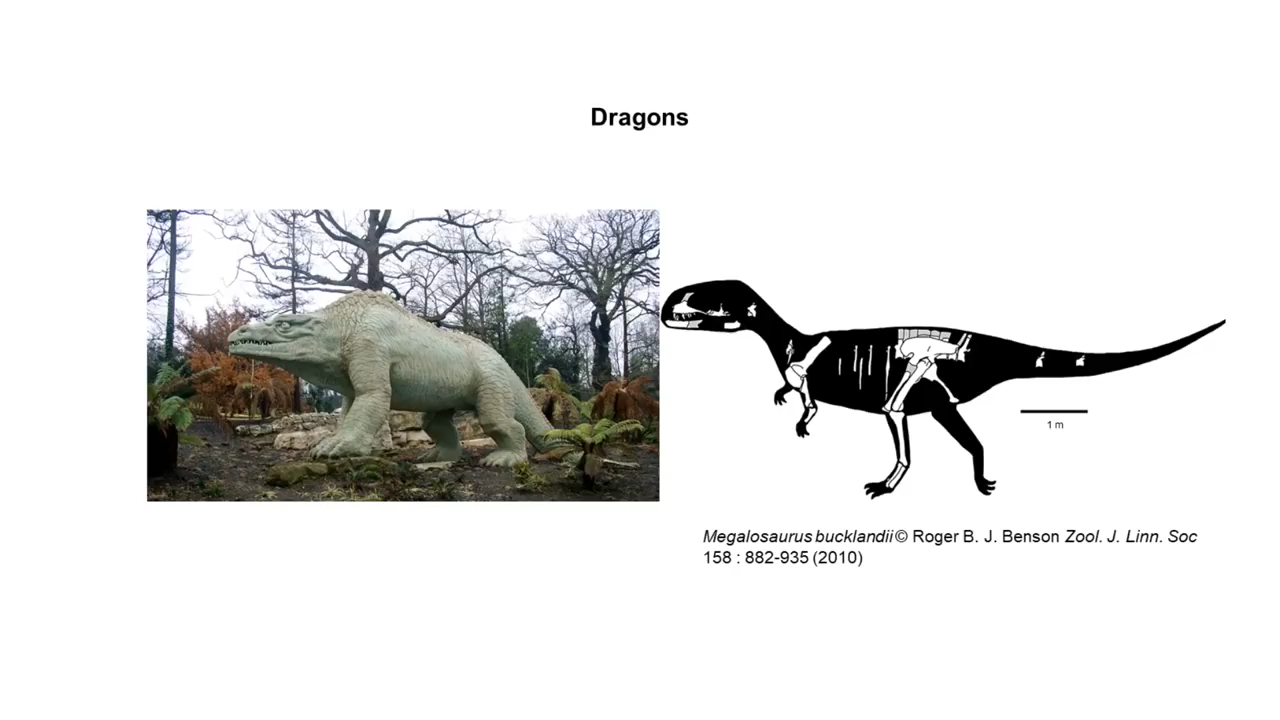 Dragons
1 m
Megalosaurus bucklandii © Roger B. J. Benson Zool. J. Linn. Soc
158 : 882-935 (2010)